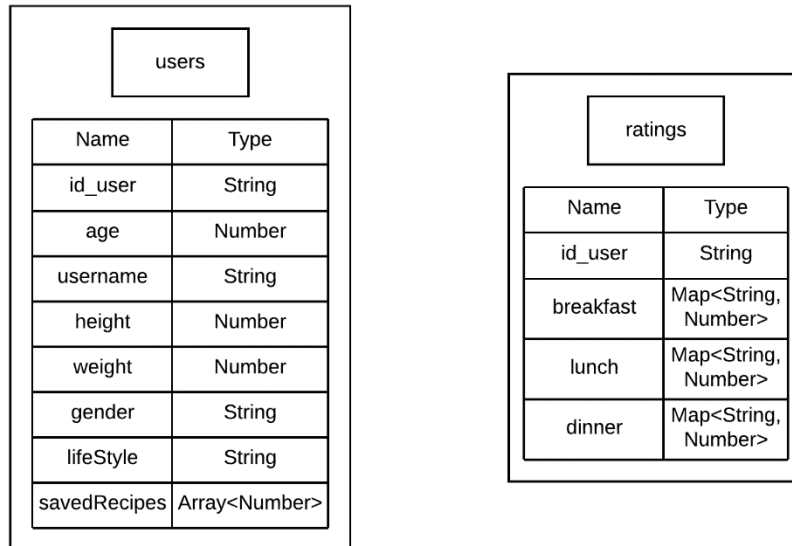 users
Name Type
id_user String
age Number
username String
height Number
weight Number
gender String
lifeStyle String
savedRecipes Array<Number>
ratings
Name Type
id_user String
breakfast Map<String,
Number>
lunch Map<String,
Number>
dinner Map<String,
Number>